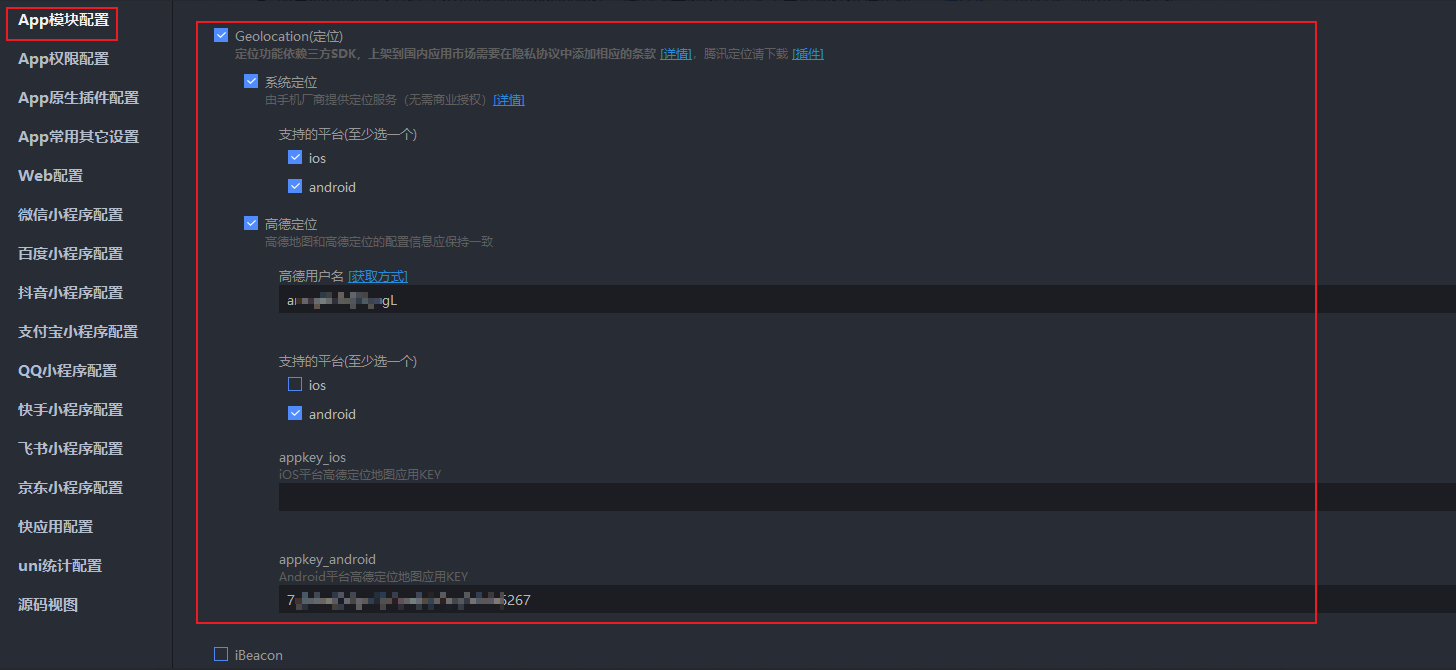 App模块配置
App权限配置
App原生插件配置
App常用其它设置
Web配置
微信小程序配置
百度小程序配置
抖音小程序配置
支付宝小程序配置
QQ小程序配置
快手小程序配置
飞书小程序配置
京东小程序配置
快应用配置
uni统计配置
源码视图
Geolocation(定位)
定位功能依赖三方SDK，上架到国内应用市场需要在隐私协议中添加相应的条款 [详情]．腾讯定位请下载 [插件]
系统定位
由手机厂商提供定位服务（无需商业授权）[详情]
支持的平台(至少选一个)
ios
android
高德定位
高德地图和高德定位的配置信息应保持一致
高德用户名 [获取方式]
gL
支持的平台(至少选一个)
ios
android
appkey_ios
iOS平台高德定位地图应用KEY
appkey_android
Android平台高德定位地图应用KEY
7
267
iBeacon